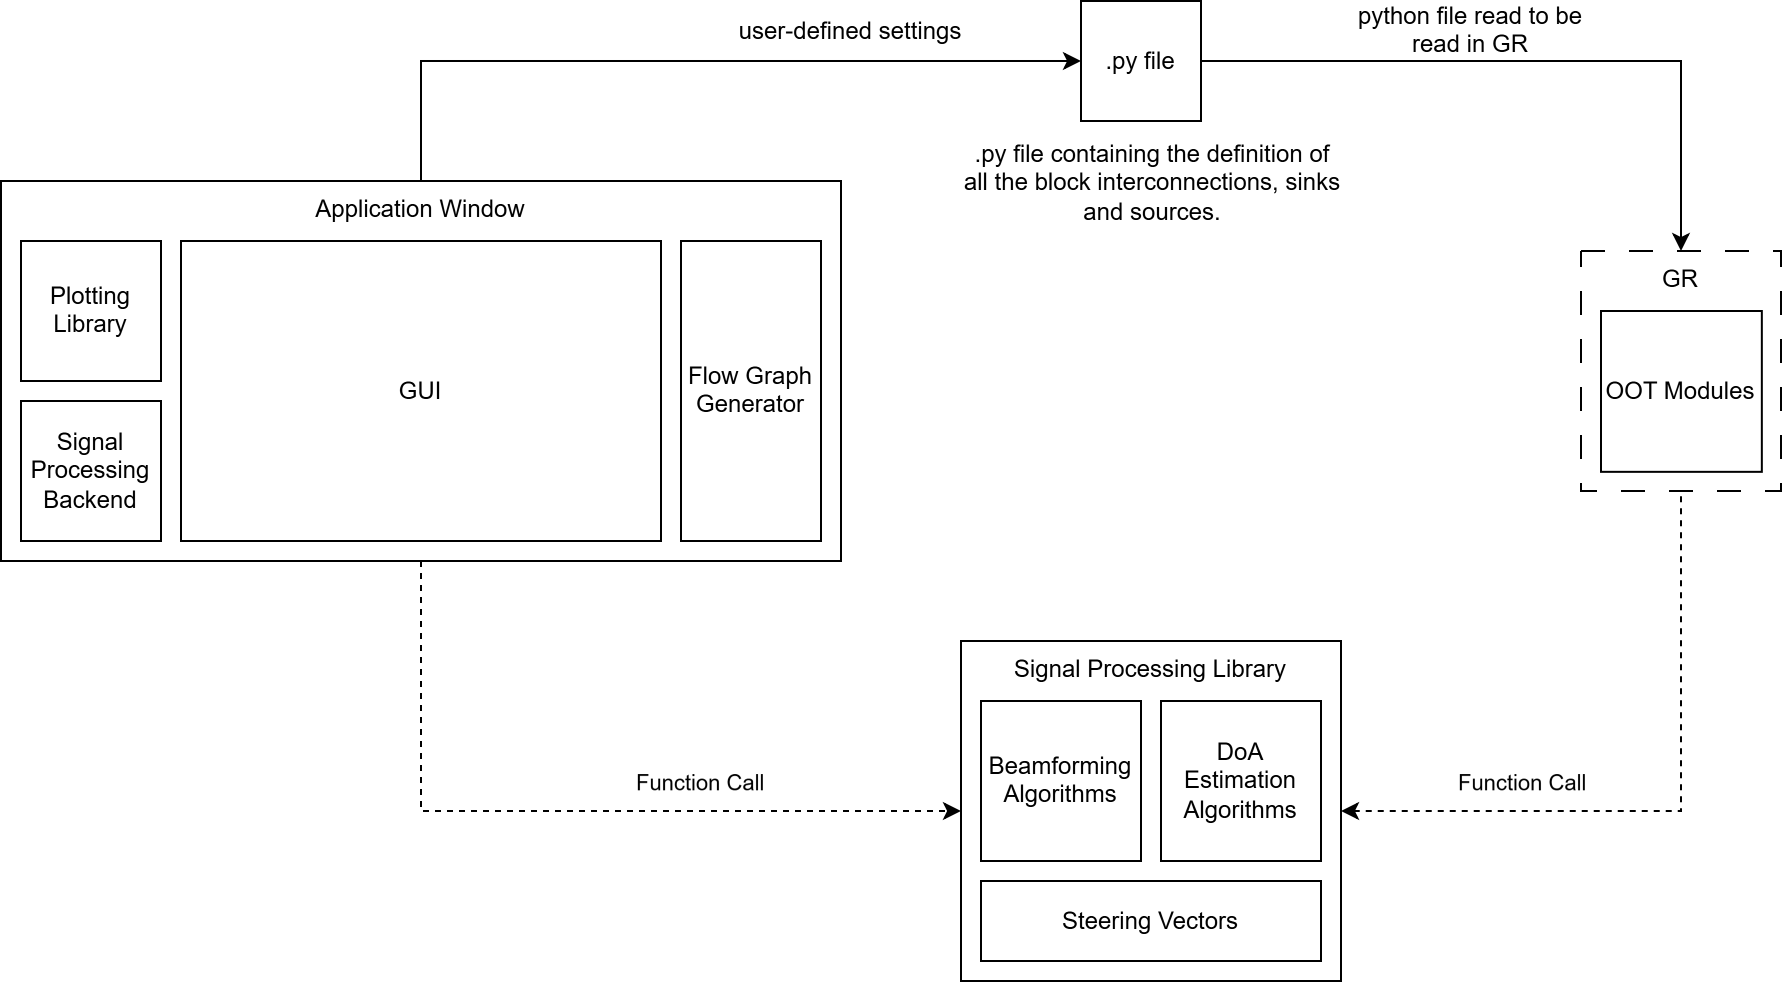 user-defined settings
.py file
python file read to be
read in GR
.py file containing the definition of
all the block interconnections, sinks
and sources.
Application Window
Plotting
Library
Signal
Processing
Backend
GUI
Flow Graph
Generator
GR
OOT Modules
Function Call
Signal Processing Library
Beamforming
Algorithms
DoA
Estimation
Algorithms
Steering Vectors
Function Call